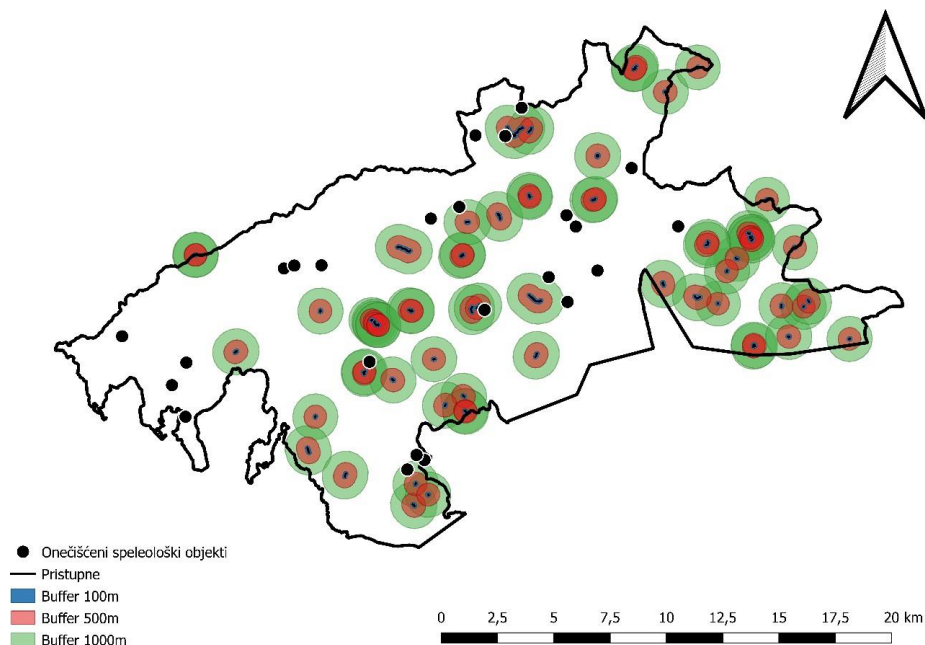 Onečišćeni speleološki objekti
Pristupne
Buffer 100m
Buffer 500m
Buffer 1000m
0 2,5 5 7,5 10 12,5 15 17,5 20 km